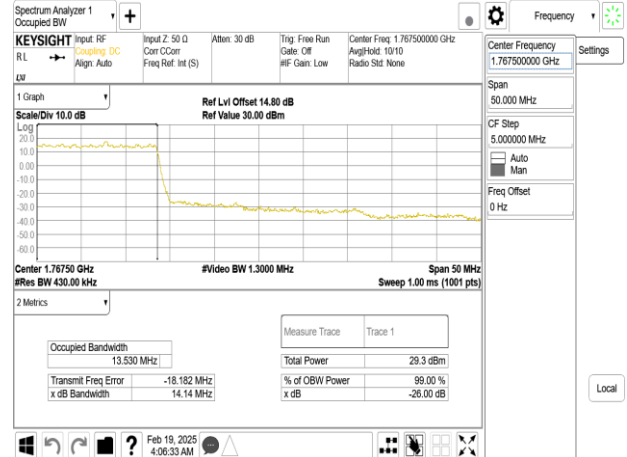 Spectrum Analyzer 1
Occupied BW
Frequency
KEYSIGHT
RL
Input: RF
Coupling: DC
Align: Auto
Input Z: 50 Ω
Corr CCorr
Freq Ref: Int (S)
Atten: 30 dB
Trig: Free Run
Gate: Off
#IF Gain: Low
Center Freq: 1.767500000 GHz
Avg|Hold: 10/10
Radio Std: None
Center Frequency
1.767500000 GHz
Settings
Span
50.000 MHz
CF Step
5.000000 MHz
Auto
Man
Freq Offset
0 Hz
Local
1 Graph
Scale/Div 10.0 dB
Ref Lvl Offset 14.80 dB
Ref Value 30.00 dBm
Log
20.0
10.0
0.00
-10.0
-20.0
-30.0
-40.0
-50.0
-60.0
Center 1.76750 GHz
#Res BW 430.00 kHz
#Video BW 1.3000 MHz
Span 50 MHz
Sweep 1.00 ms (1001 pts)
2 Metrics
Measure Trace Trace 1
Occupied Bandwidth
13.530 MHz
Total Power 29.3 dBm
Transmit Freq Error -18.182 MHz
% of OBW Power 99.00 %
x dB Bandwidth 14.14 MHz
x dB -26.00 dB
Feb 19, 2025
4:06:33 AM